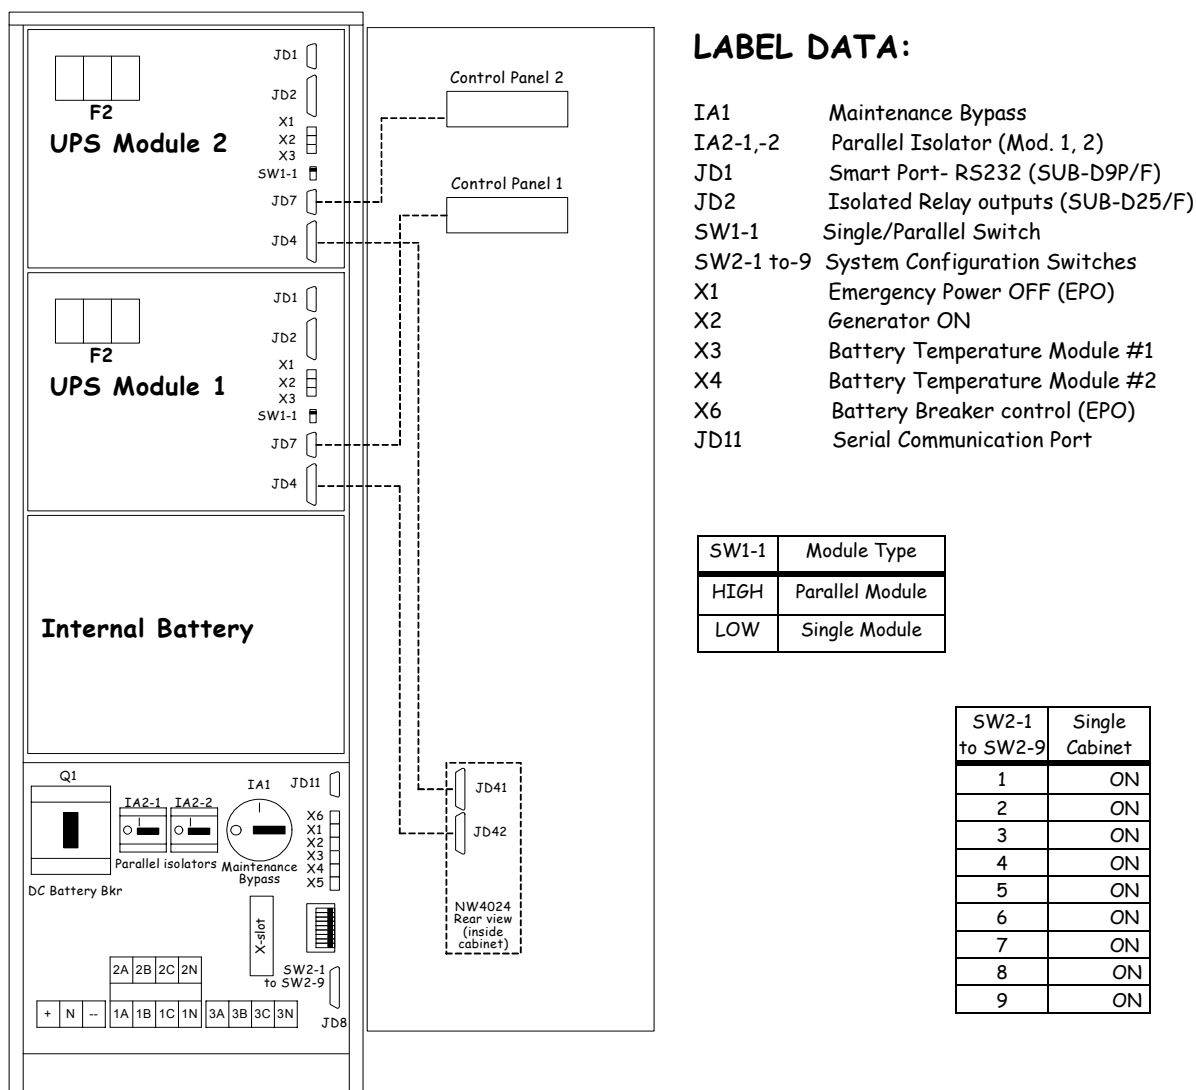 JD1
JD2
F2
UPS Module 2
X1
X2
X3
SW1-1
JD7
JD4
JD1
JD2
F2
UPS Module 1
X1
X2
X3
SW1-1
JD7
JD4
Internal Battery
Control Panel 2
Control Panel 1
Q1
IA2-1 IA2-2
IA1
JD11
Parallel isolators
Maintenance
Bypass
DC Battery Bkr
X6
X1
X2
X3
X4
X5
X-slot
SW2-1
to SW2-9
JD8
2A 2B 2C 2N
+ N -- 1A 1B 1C 1N 3A 3B 3C 3N
JD41
JD42
NW4024
Rear view
(inside
cabinet)
LABEL DATA:
IA1 Maintenance Bypass
IA2-1,-2 Parallel Isolator (Mod. 1, 2)
JD1 Smart Port- RS232 (SUB-D9P/F)
JD2 Isolated Relay outputs (SUB-D25/F)
SW1-1 Single/Parallel Switch
SW2-1 to-9 System Configuration Switches
X1 Emergency Power OFF (EPO)
X2 Generator ON
X3 Battery Temperature Module #1
X4 Battery Temperature Module #2
X6 Battery Breaker control (EPO)
JD11 Serial Communication Port
SW1-1 Module Type
HIGH Parallel Module
LOW Single Module
SW2-1 Single
to SW2-9 Cabinet
1 ON
2 ON
3 ON
4 ON
5 ON
6 ON
7 ON
8 ON
9 ON